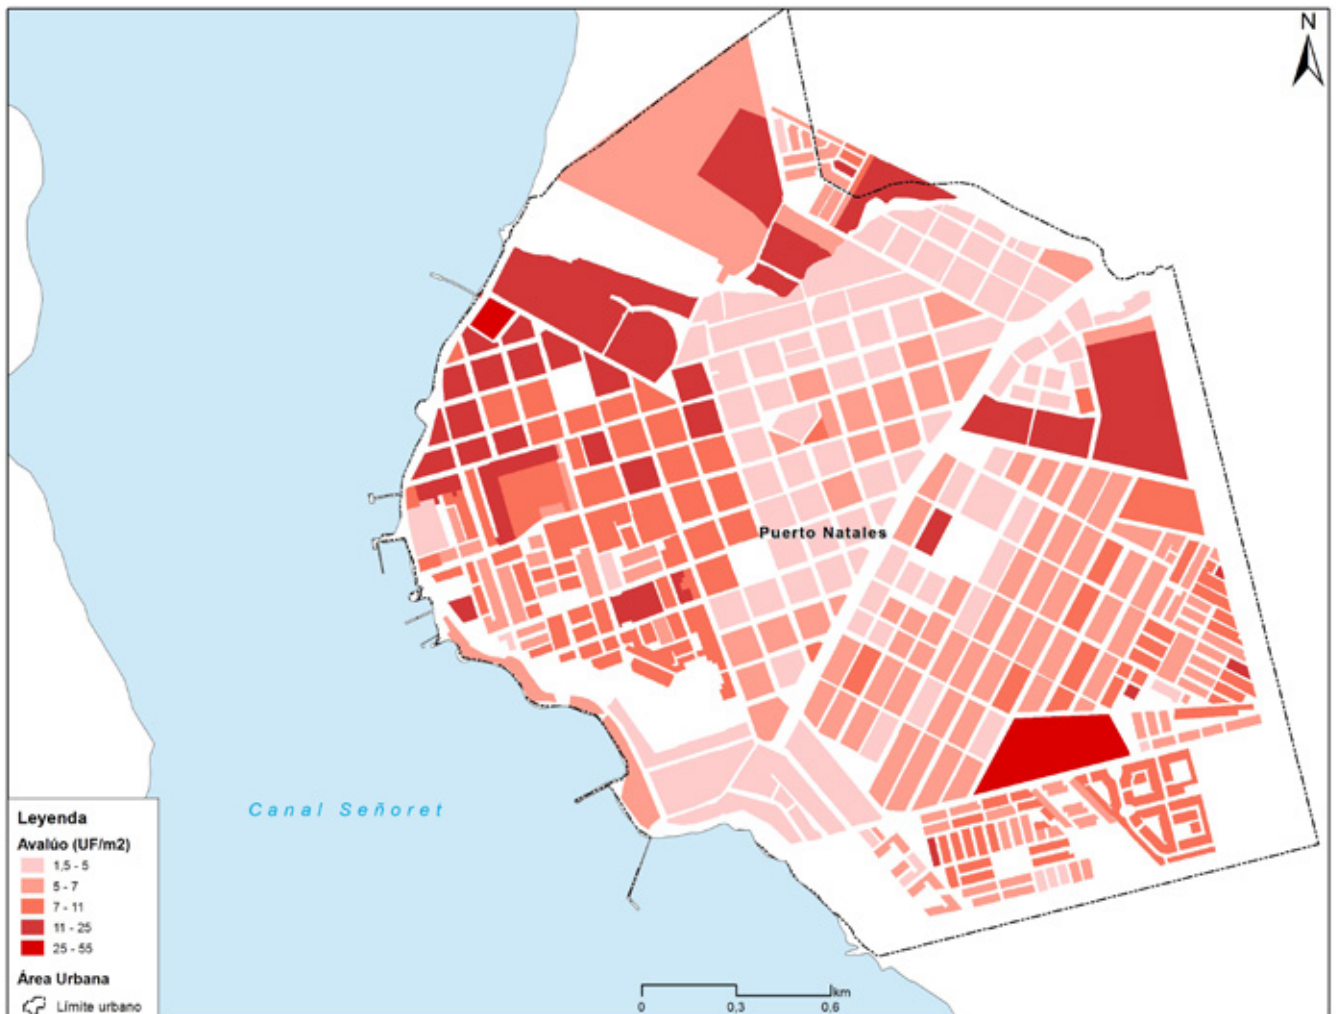 N
Puerto Natales
Canal Señoret
Leyenda
Avalúo (UF/m2)
1,5 - 5
5 - 7
7 - 11
11 - 25
25 - 55
Área Urbana
Límite urbano
km
0 0,3 0,6